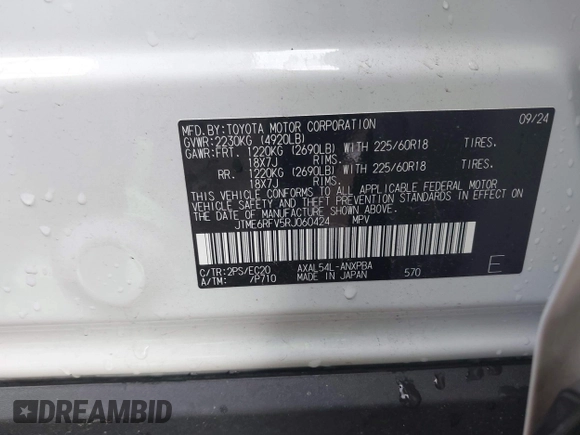 MFD.BY:TOYOTA MOTOR CORPORATION 09/24
GVWR:2230KG (4920LB)
GAWR:FRT. 1220KG (2690LB) WITH 225/60R18 TIRES.
18X7J RIMS.
RR. 1220KG (2690LB) WITH 225/60R18 TIRES.
18X7J RIMS.
THIS VEHICLE CONFORMS TO ALL APPLICABLE FEDERAL MOTOR
VEHICLE SAFETY AND BUMPER STANDARDS IN EFFECT ON THE
DATE OF MANUFACTURE SHOWN ABOVE.
JTME6RFV5RJ060424 MPV
C/TR:2PS/EC20 AXAL54L-ANXPBA E
A/TM: /P710 MADE IN JAPAN 570
DREAMBID